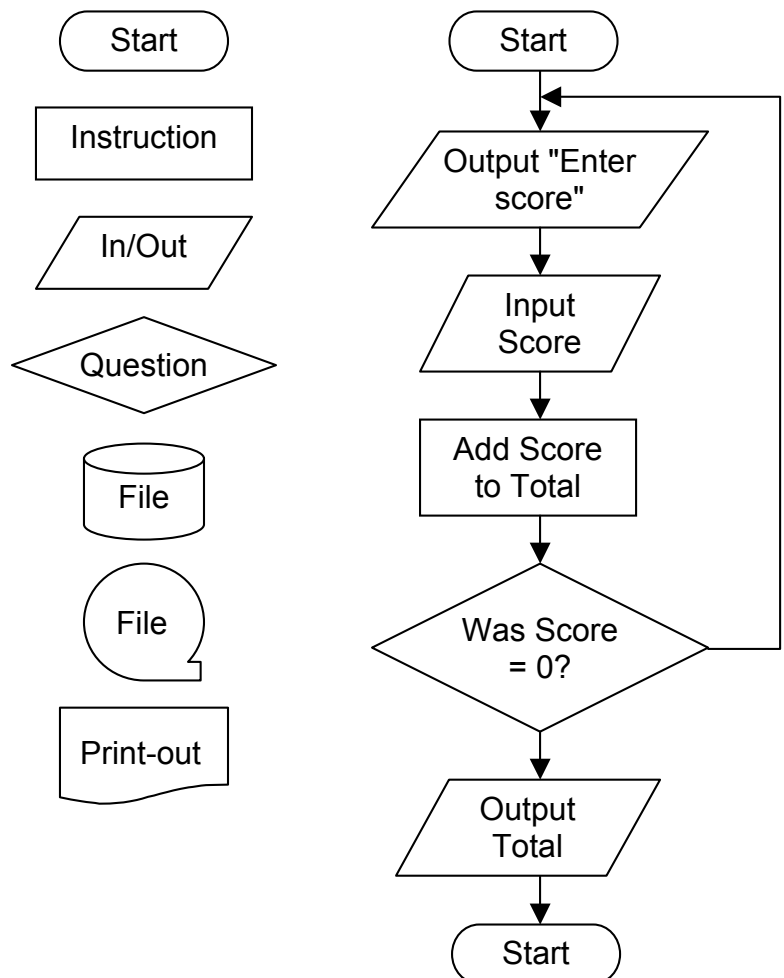 Start
Instruction
In/Out
Question
File
File
Print-out
Start
Output "Enter
score"
Input
Score
Add Score
to Total
Was Score
= 0?
Output
Total
Start